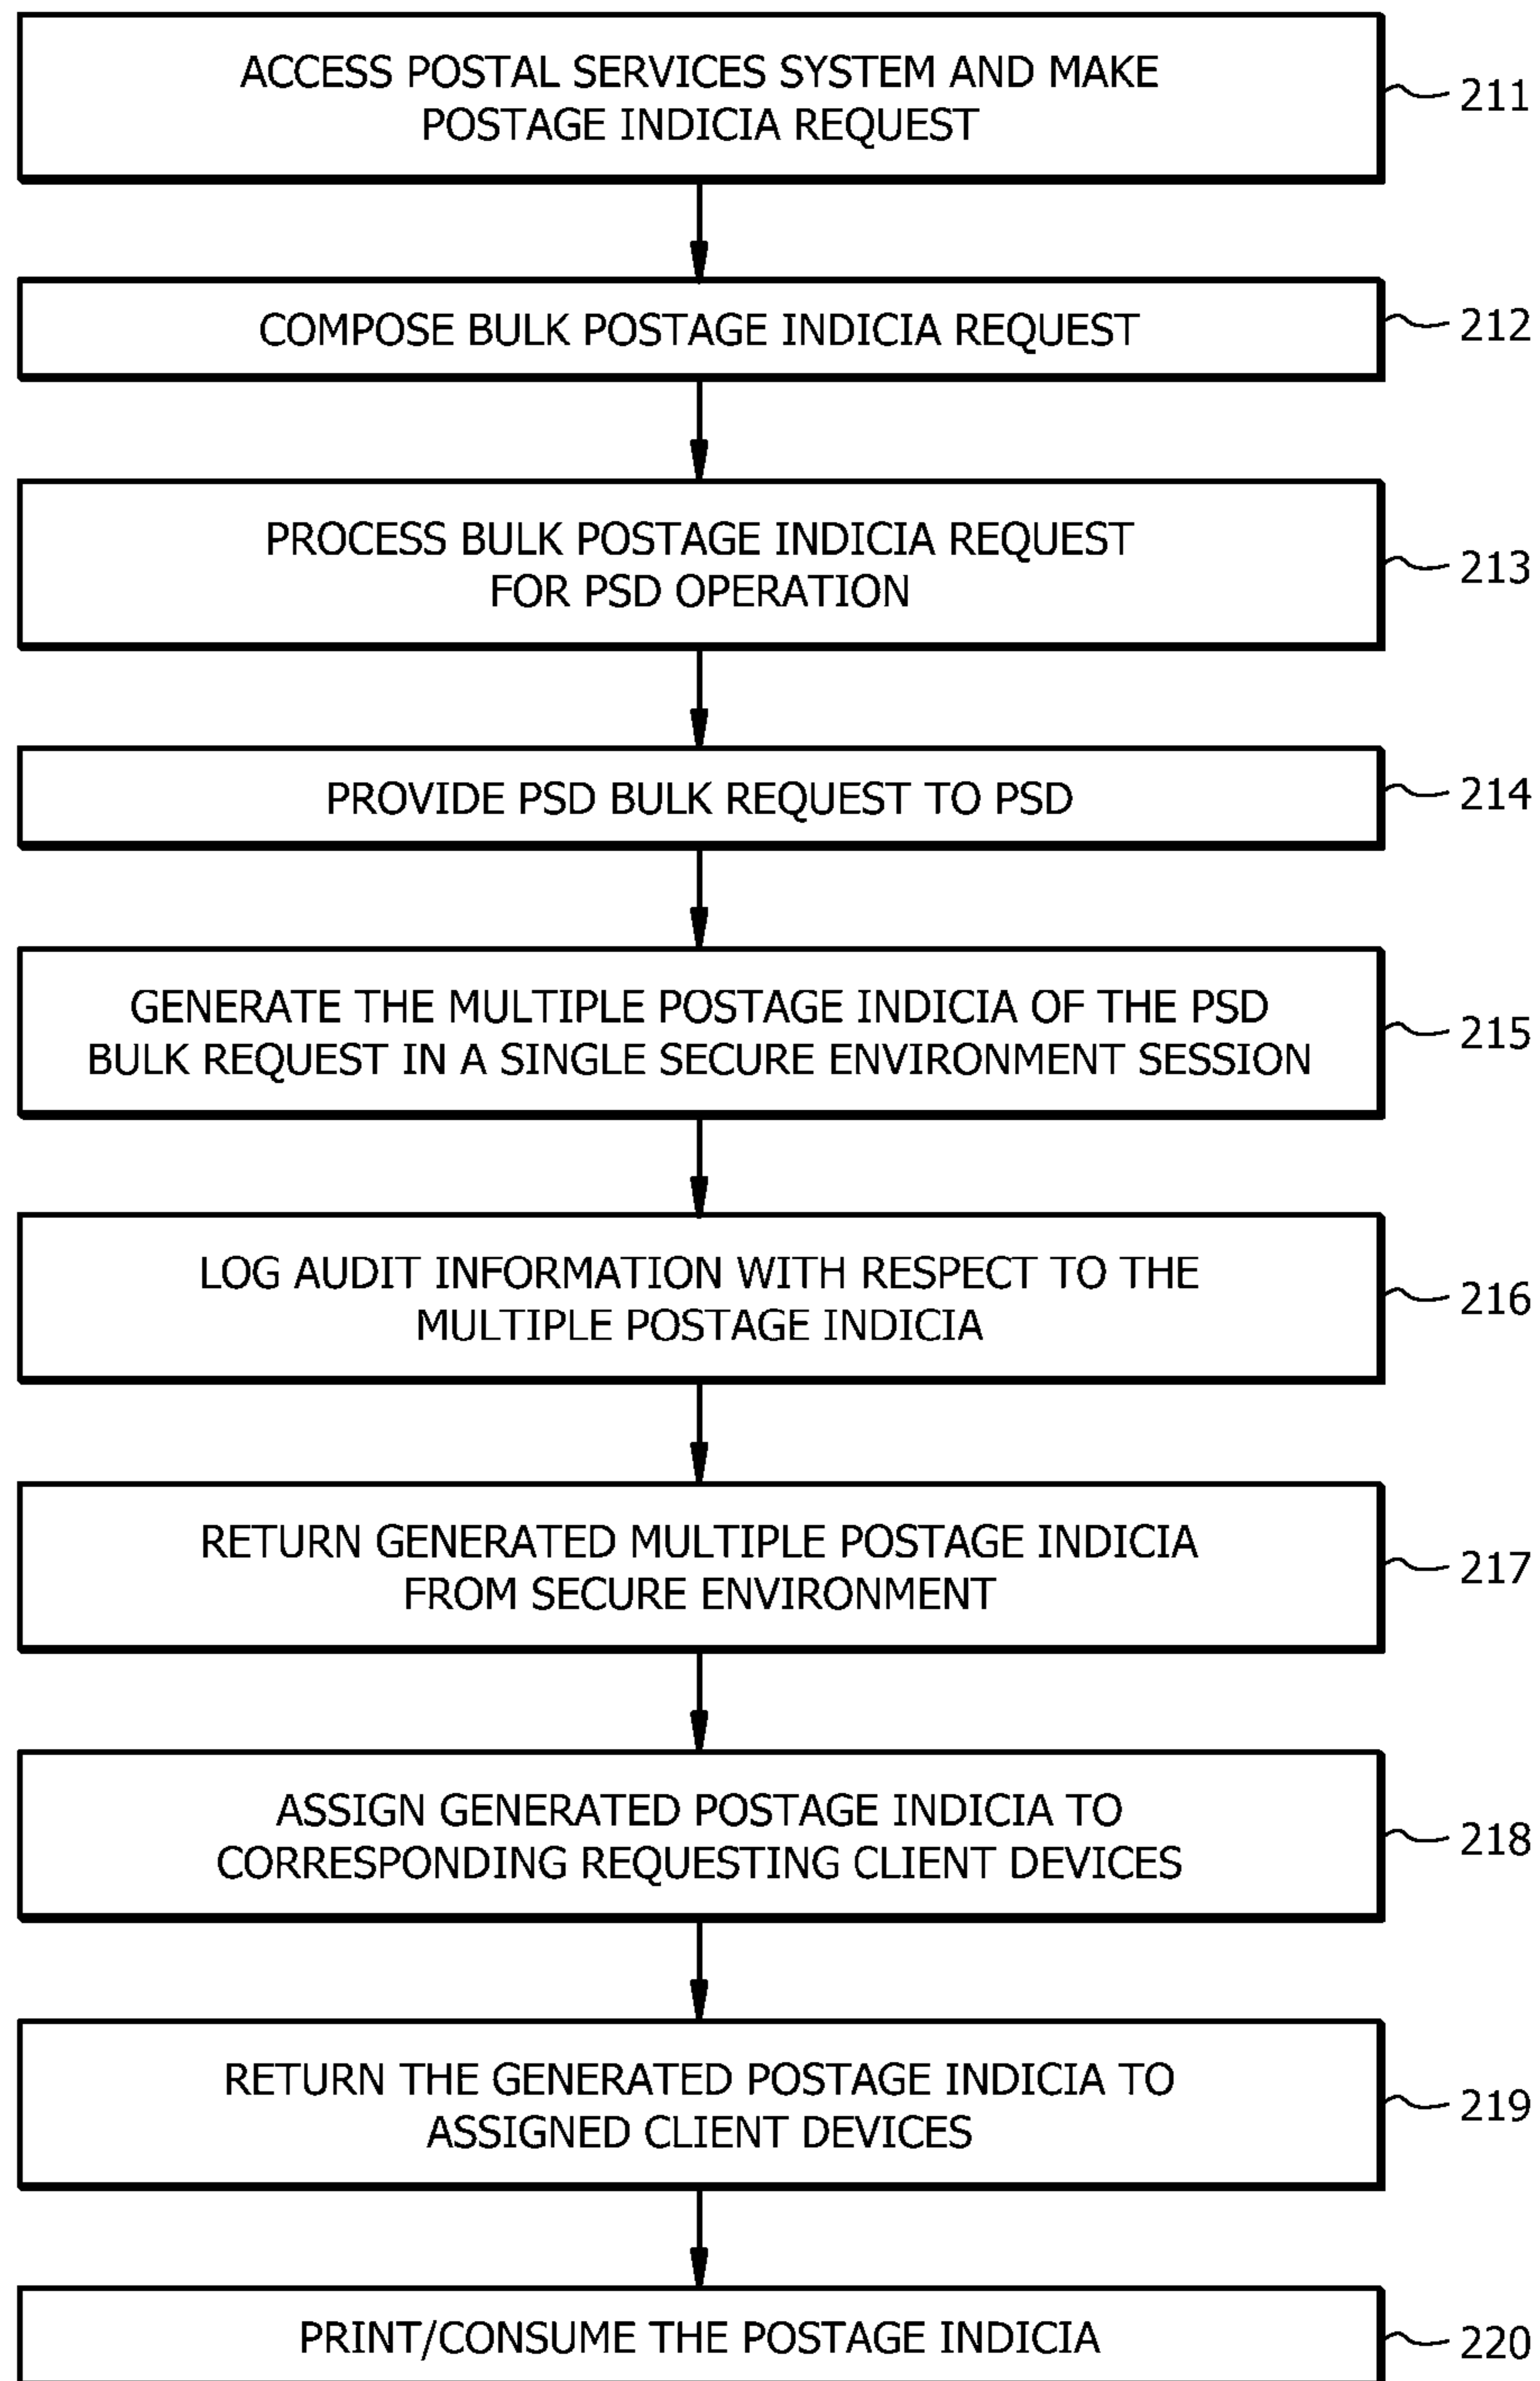 ACCESS POSTAL SERVICES SYSTEM AND MAKE
POSTAGE INDICIA REQUEST
211
COMPOSE BULK POSTAGE INDICIA REQUEST
212
PROCESS BULK POSTAGE INDICIA REQUEST
FOR PSD OPERATION
213
PROVIDE PSD BULK REQUEST TO PSD
214
GENERATE THE MULTIPLE POSTAGE INDICIA OF THE PSD
BULK REQUEST IN A SINGLE SECURE ENVIRONMENT SESSION
215
LOG AUDIT INFORMATION WITH RESPECT TO THE
MULTIPLE POSTAGE INDICIA
216
RETURN GENERATED MULTIPLE POSTAGE INDICIA
FROM SECURE ENVIRONMENT
217
ASSIGN GENERATED POSTAGE INDICIA TO
CORRESPONDING REQUESTING CLIENT DEVICES
218
RETURN THE GENERATED POSTAGE INDICIA TO
ASSIGNED CLIENT DEVICES
219
PRINT/CONSUME THE POSTAGE INDICIA
220